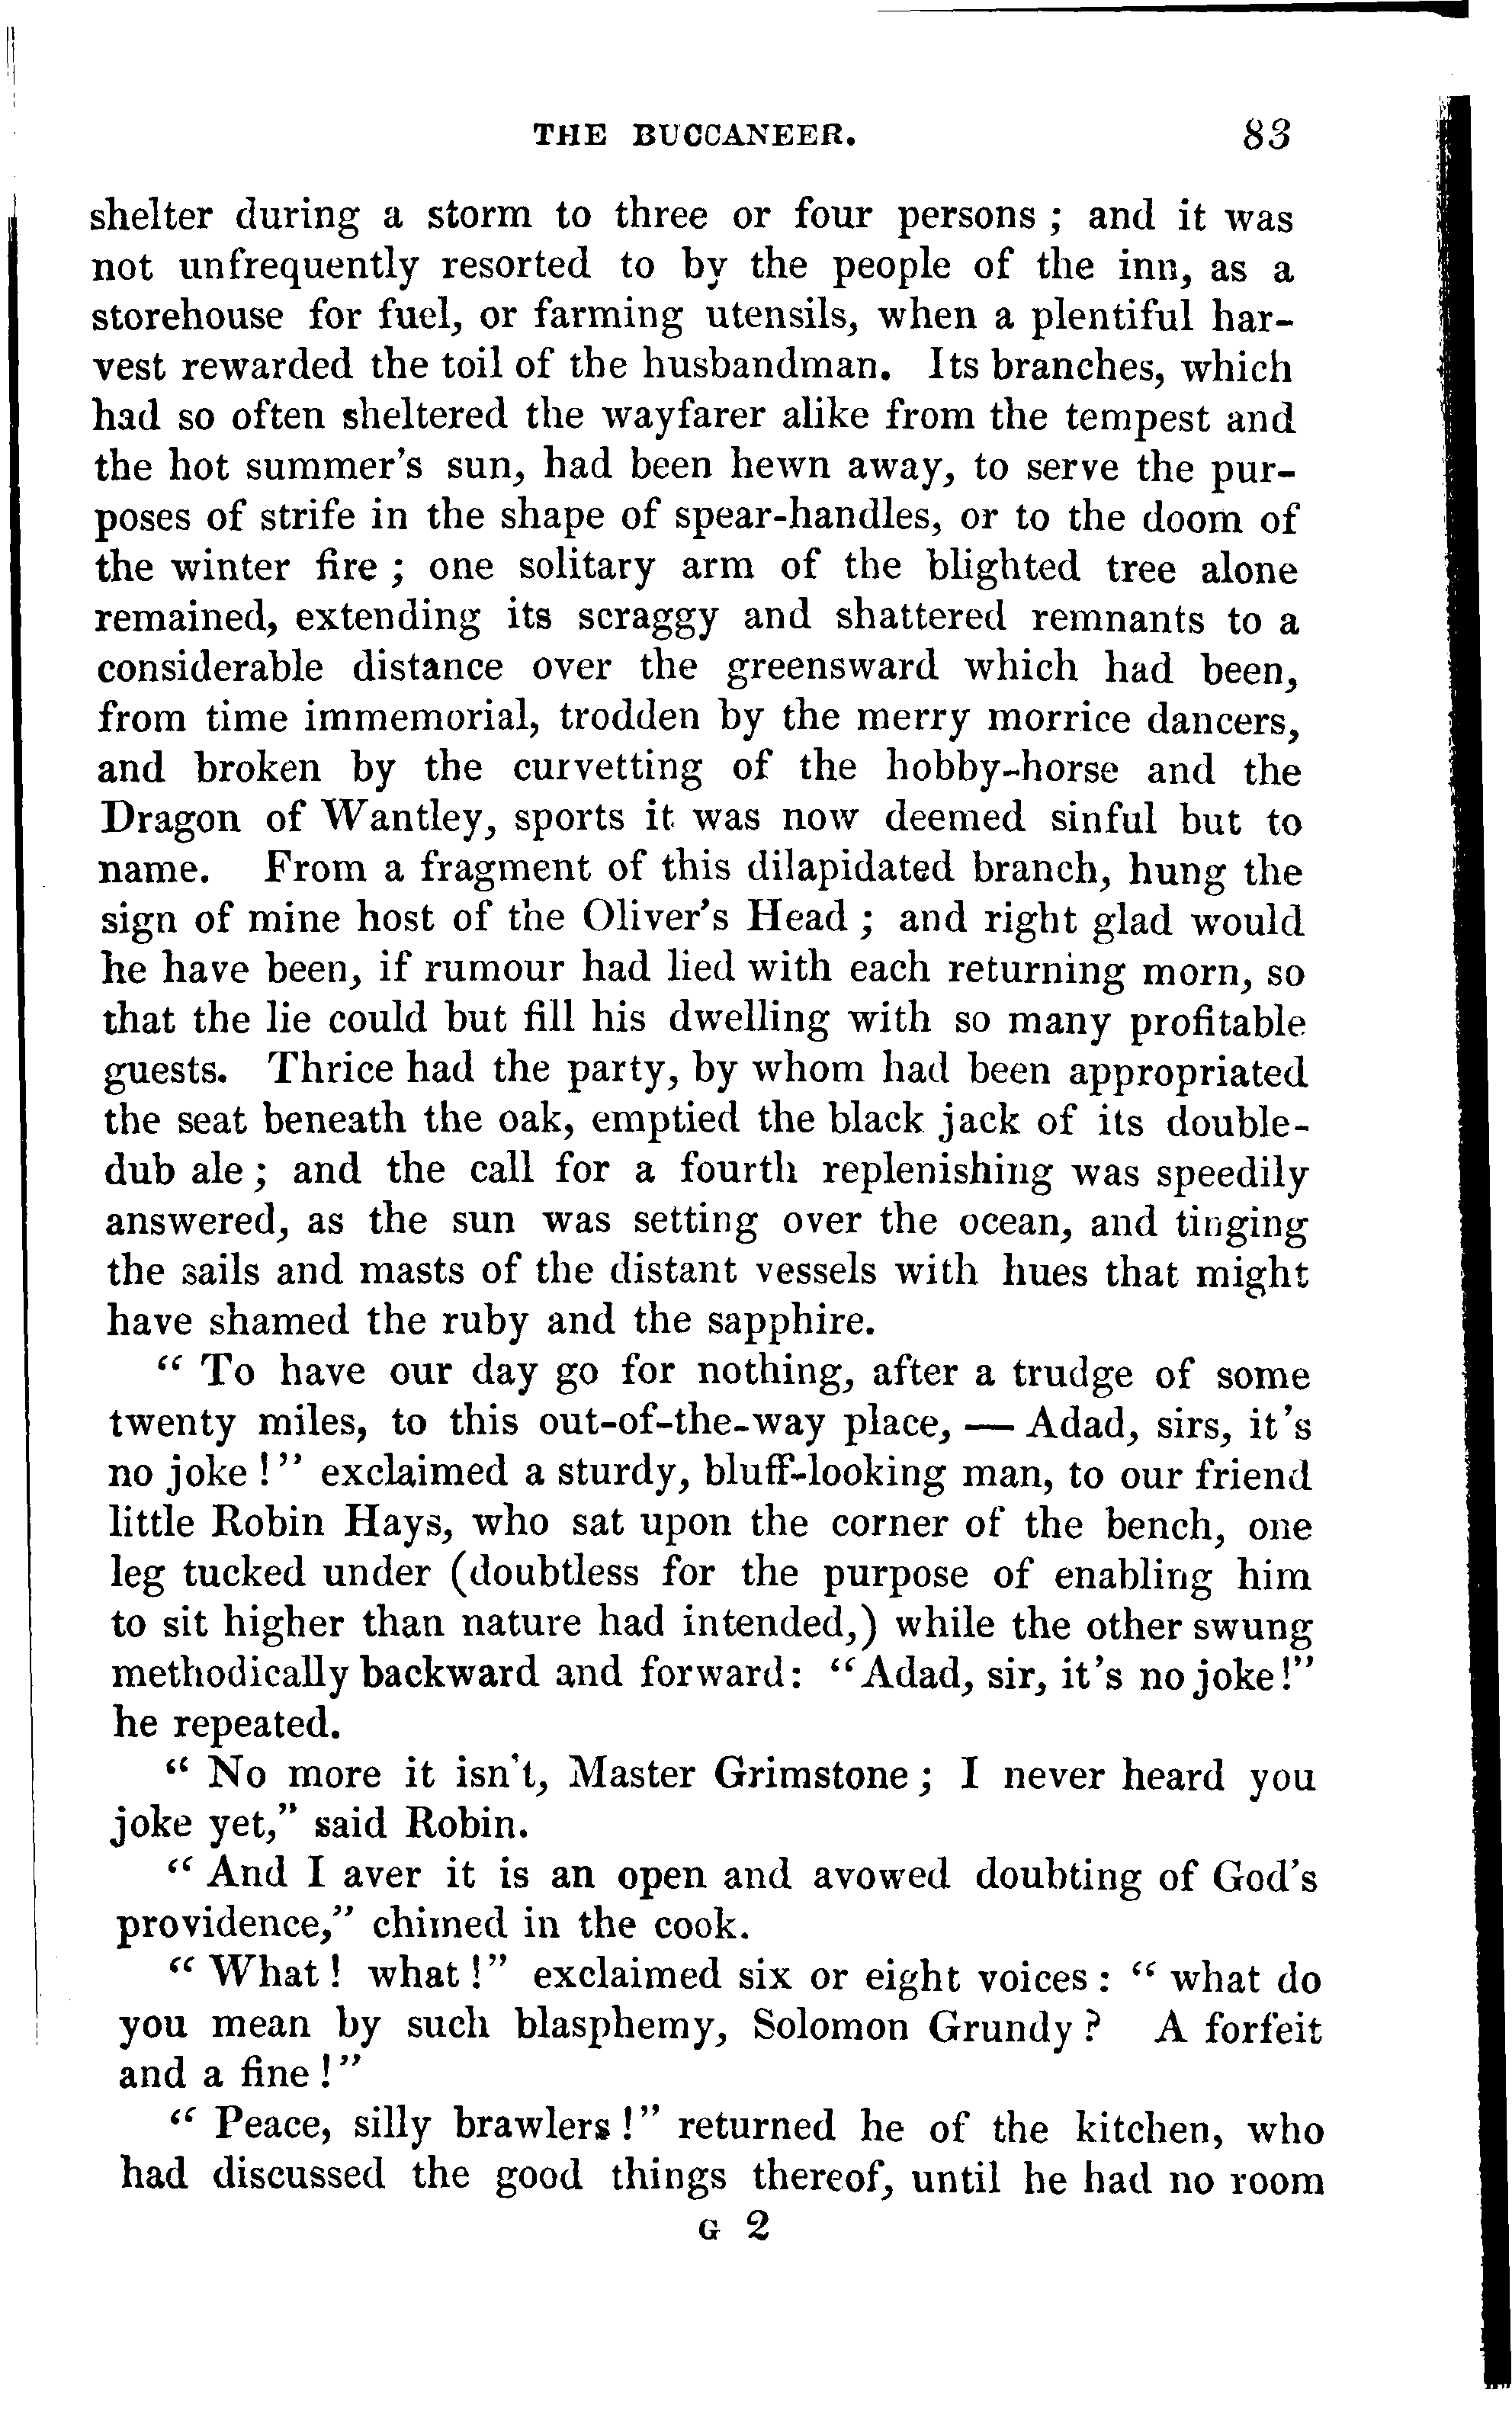 THE BUCCANEER. 83
shelter during a storm to three or four persons ; and it was
not unfrequently resorted to by the people of the inn, as a
storehouse for fuel, or farming utensils, when a plentiful har-
vest rewarded the toil of the husbandman. Its branches, which
had so often sheltered the wayfarer alike from the tempest and
the hot summer's sun, had been hewn away, to serve the pur-
poses of strife in the shape of spear-handles, or to the doom of
the winter fire ; one solitary arm of the blighted tree alone
remained, extending its scraggy and shattered remnants to a
considerable distance over the greensward which had been,
from time immemorial, trodden by the merry morrice dancers,
and broken by the curvetting of the hobby-horse and the
Dragon of Wantley, sports it was now deemed sinful but to
name. From a fragment of this dilapidated branch, hung the
sign of mine host of the Oliver's Head ; and right glad would
he have been, if rumour had lied with each returning morn, so
that the lie could but fill his dwelling with so many profitable
guests. Thrice had the party, by whom had been appropriated
the seat beneath the oak, emptied the black jack of its double-
dub ale ; and the call for a fourth replenishing was speedily
answered, as the sun was setting over the ocean, and tinging
the sails and masts of the distant vessels with hues that might
have shamed the ruby and the sapphire.
“ To have our day go for nothing, after a trudge of some
twenty miles, to this out-of-the-way place, — Adad, sirs, it's
no joke !” exclaimed a sturdy, bluff-looking man, to our friend
little Robin Hays, who sat upon the corner of the bench, one
leg tucked under (doubtless for the purpose of enabling him
to sit higher than nature had intended,) while the other swung
methodically backward and forward: “Adad, sir, it's no joke!”
he repeated.
“ No more it isn't, Master Grimstone ; I never heard you
joke yet,” said Robin.
“ And I aver it is an open and avowed doubting of God's
providence,” chimed in the cook.
“ What ! what !” exclaimed six or eight voices : “ what do
you mean by such blasphemy, Solomon Grundy ? A forfeit
and a fine !”
“ Peace, silly brawlers !” returned he of the kitchen, who
had discussed the good things thereof, until he had no room
G 2